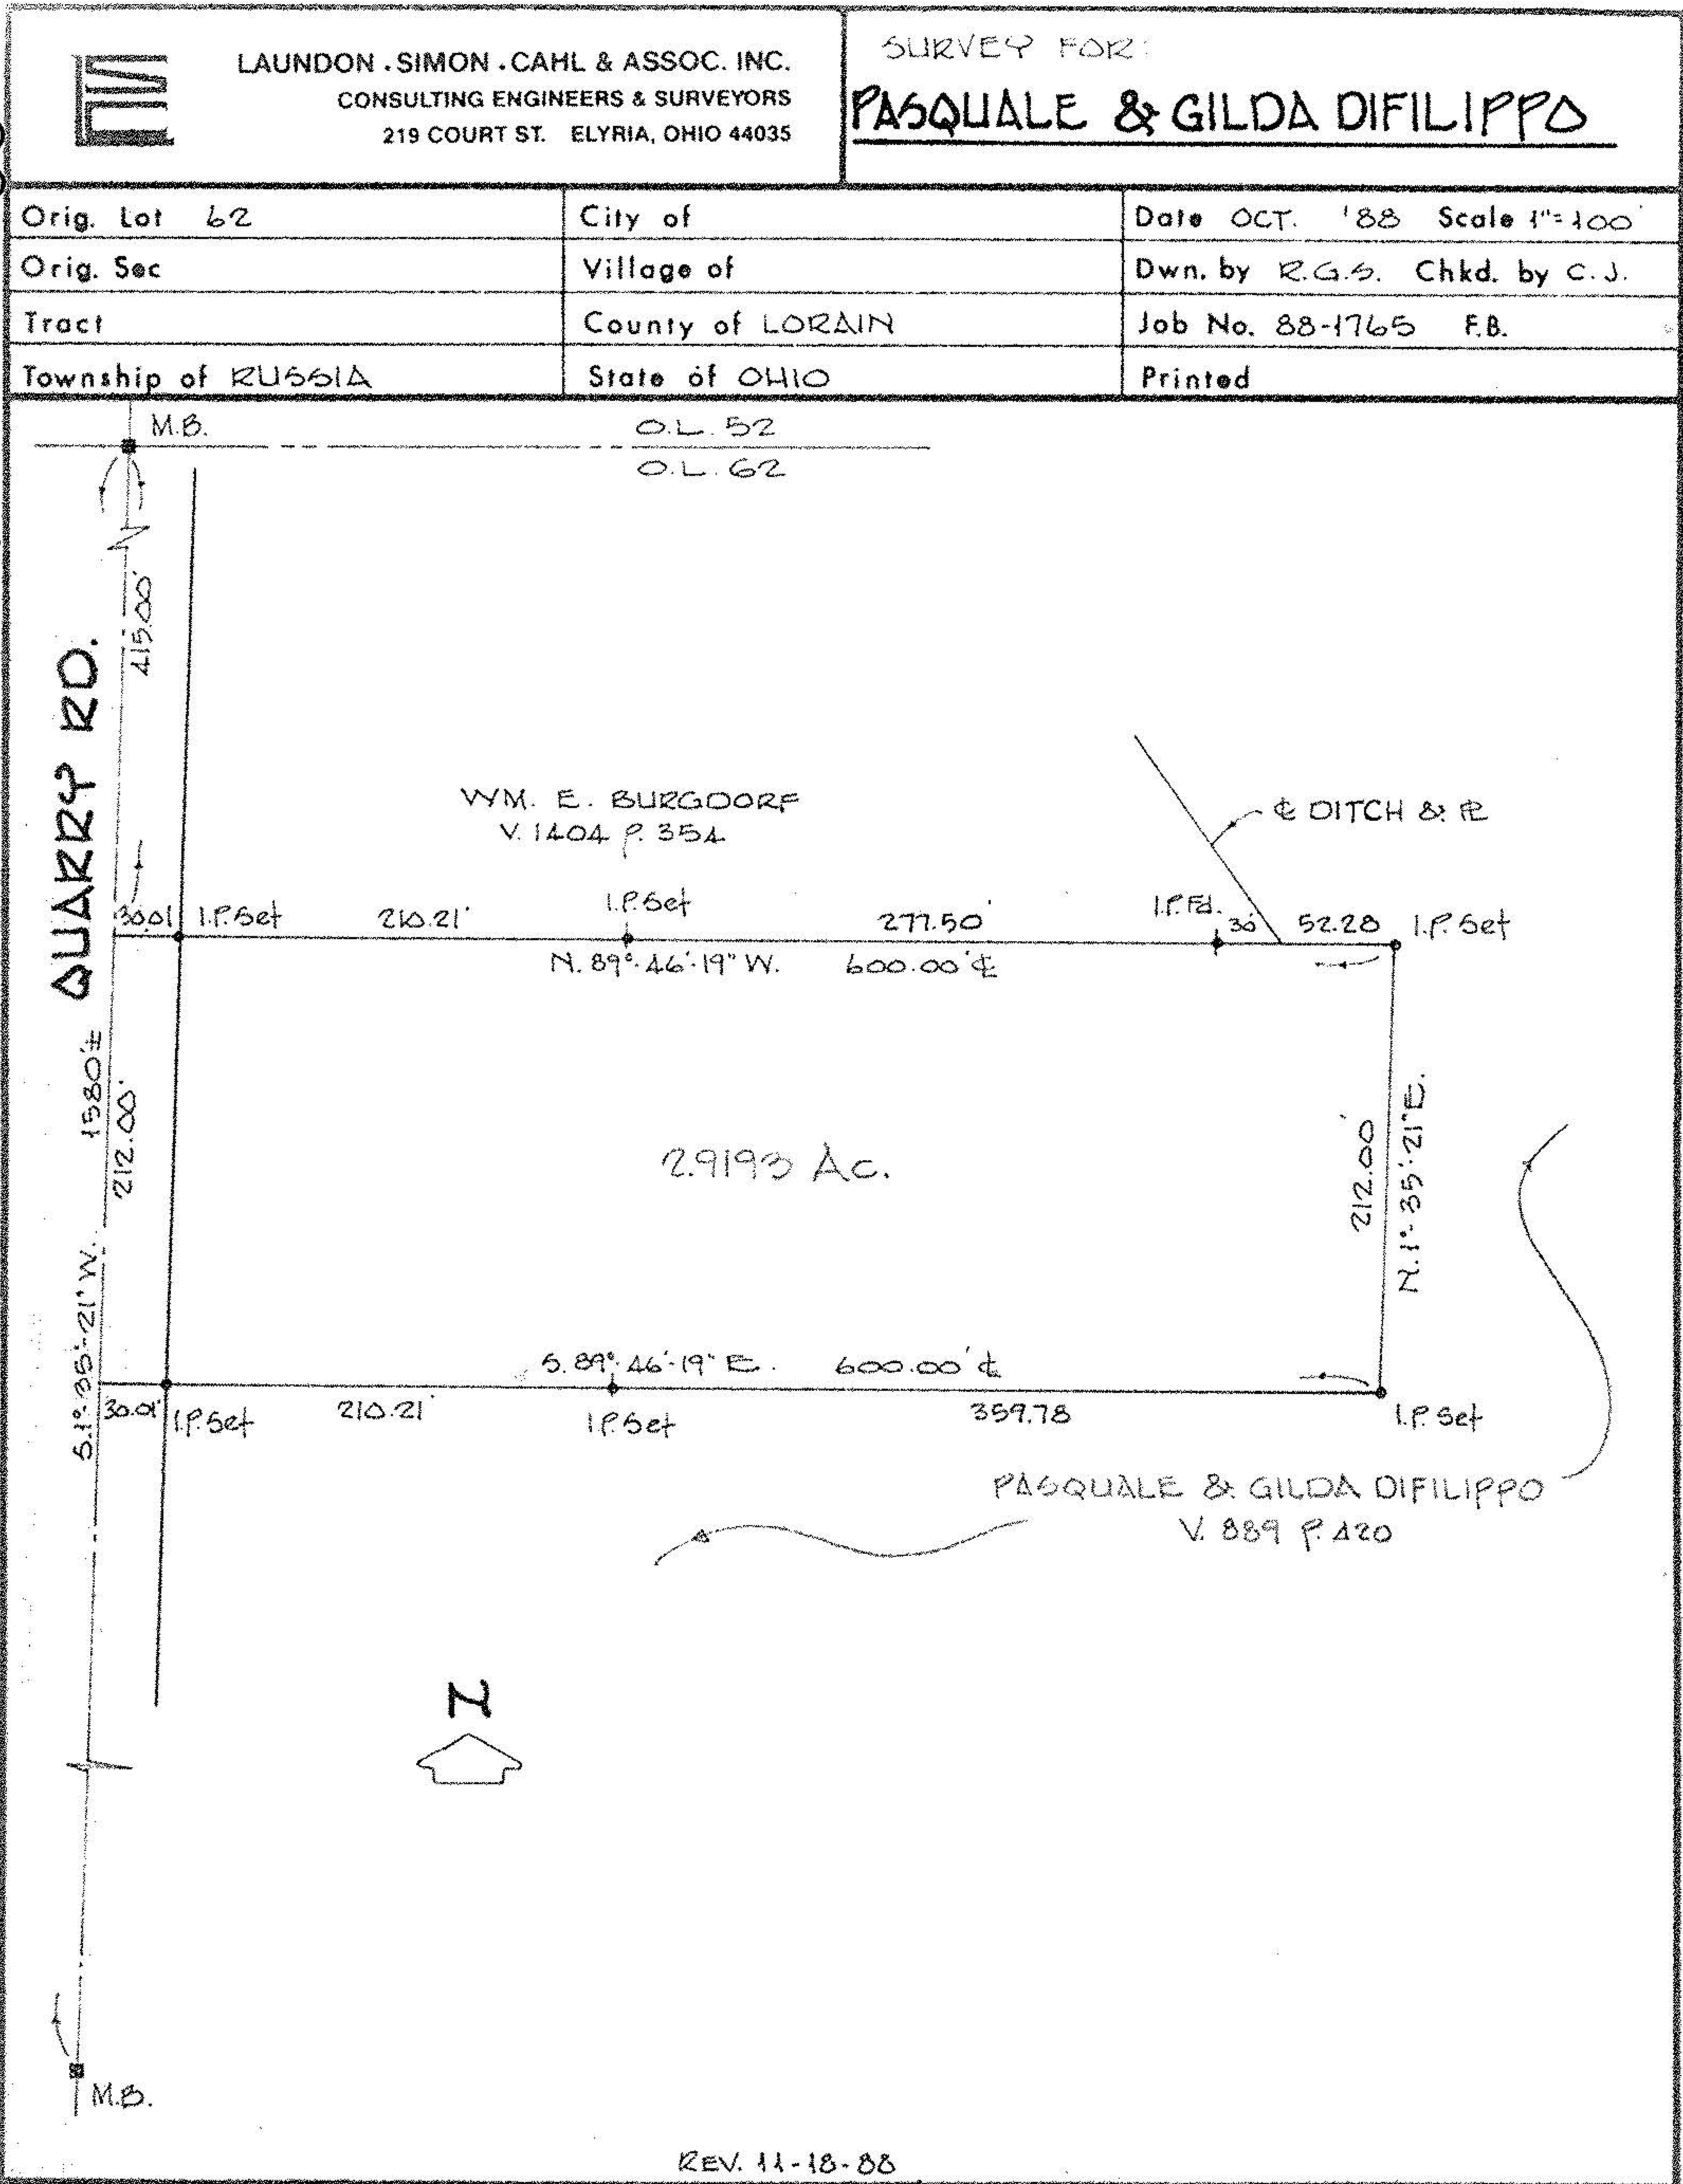 LAUNDON . SIMON . CAHL & ASSOC. INC.
CONSULTING ENGINEERS & SURVEYORS
219 COURT ST. ELYRIA, OHIO 44035
SURVEY FOR:
PASQUALE & GILDA DIFILIPPO
Orig. Lot 62
City of
Date OCT. '88 Scale 1"=100'
Orig. Sec
Village of
Dwn. by R.G.S. Chkd. by C.J.
Tract
County of LORAIN
Job No. 88-1765 F.B.
Township of RUSSIA
State of OHIO
Printed
M.B.
O.L. 52
O.L. 62
415.00'
QUARRY RD.
WM. E. BURGDORF
V. 1404 P. 354
℄ DITCH & ⅊
30.01
I.P. Set
210.21'
I.P. Set
277.50'
I.P. Fd.
30'
52.28
I.P. Set
N. 89°-46'-19" W. 600.00' ℄
1580'±
212.00'
2.9193 Ac.
212.00'
N. 1°-35'-21" E.
S. 1°-35'-21" W.
S. 89°-46'-19" E. 600.00' ℄
30.01'
I.P. Set
210.21'
I.P. Set
359.78
I.P. Set
PASQUALE & GILDA DIFILIPPO
V. 889 P. 420
N
M.B.
REV. 11-18-88